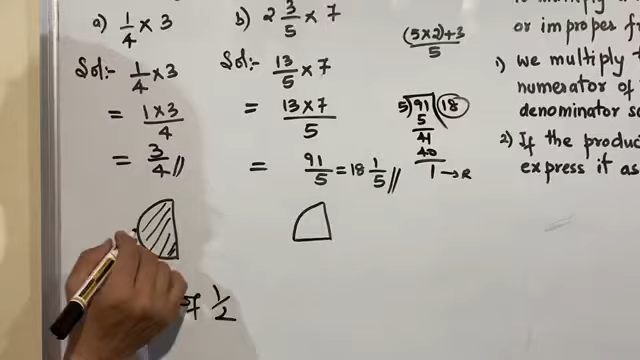 a) 1/4 × 3
Sol:- 1/4 × 3
= 1×3/4
= 3/4 //
b) 2 3/5 × 7
Sol:- 13/5 × 7
= 13×7/5
= 91/5 = 18 1/5 //
(5×2)+3/5
5) 91 (18
5
41
40
1 → R
or improper
1) we multiply
numerator of
denominator
2) If the
express it as
of 1/2